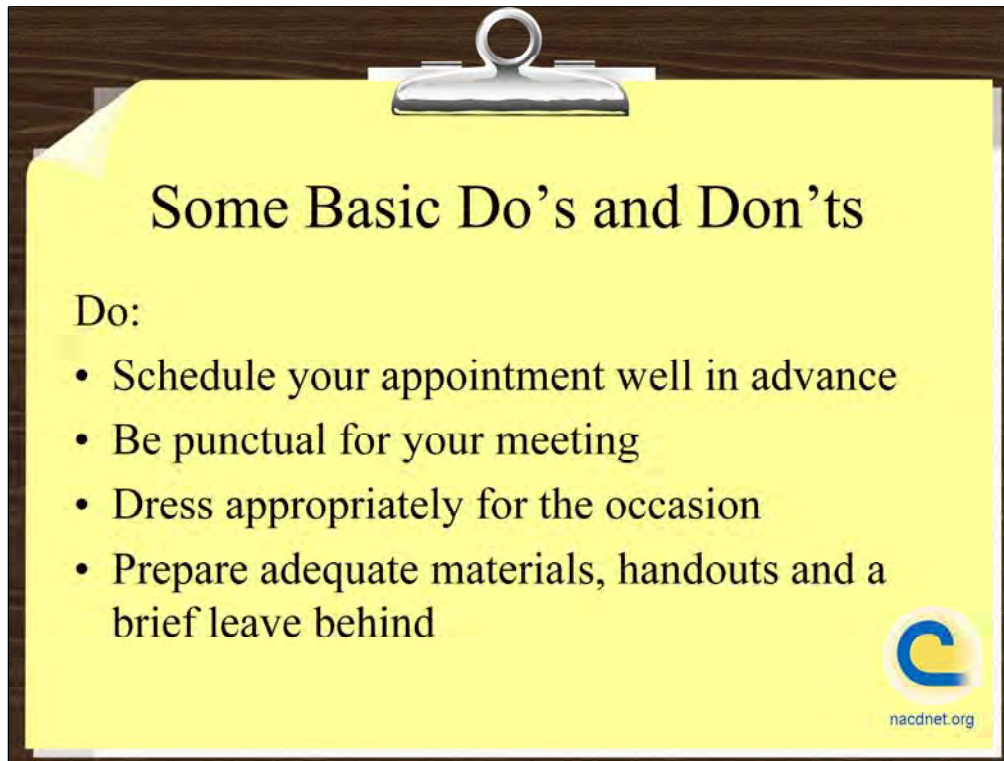 Some Basic Do’s and Don’ts
Do:
• Schedule your appointment well in advance
• Be punctual for your meeting
• Dress appropriately for the occasion
• Prepare adequate materials, handouts and a
brief leave behind
nacdnet.org